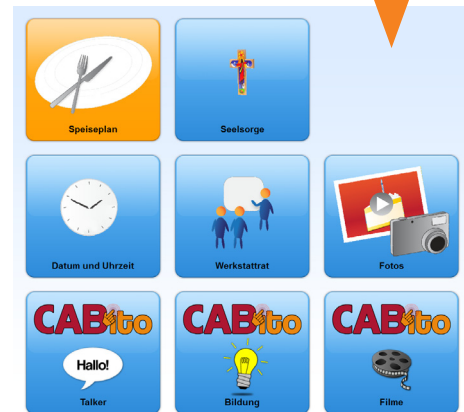 Speiseplan
Seelsorge
Datum und Uhrzeit
Werkstattrat
Fotos
CABito
Hallo!
Talker
CABito
Bildung
CABito
Filme